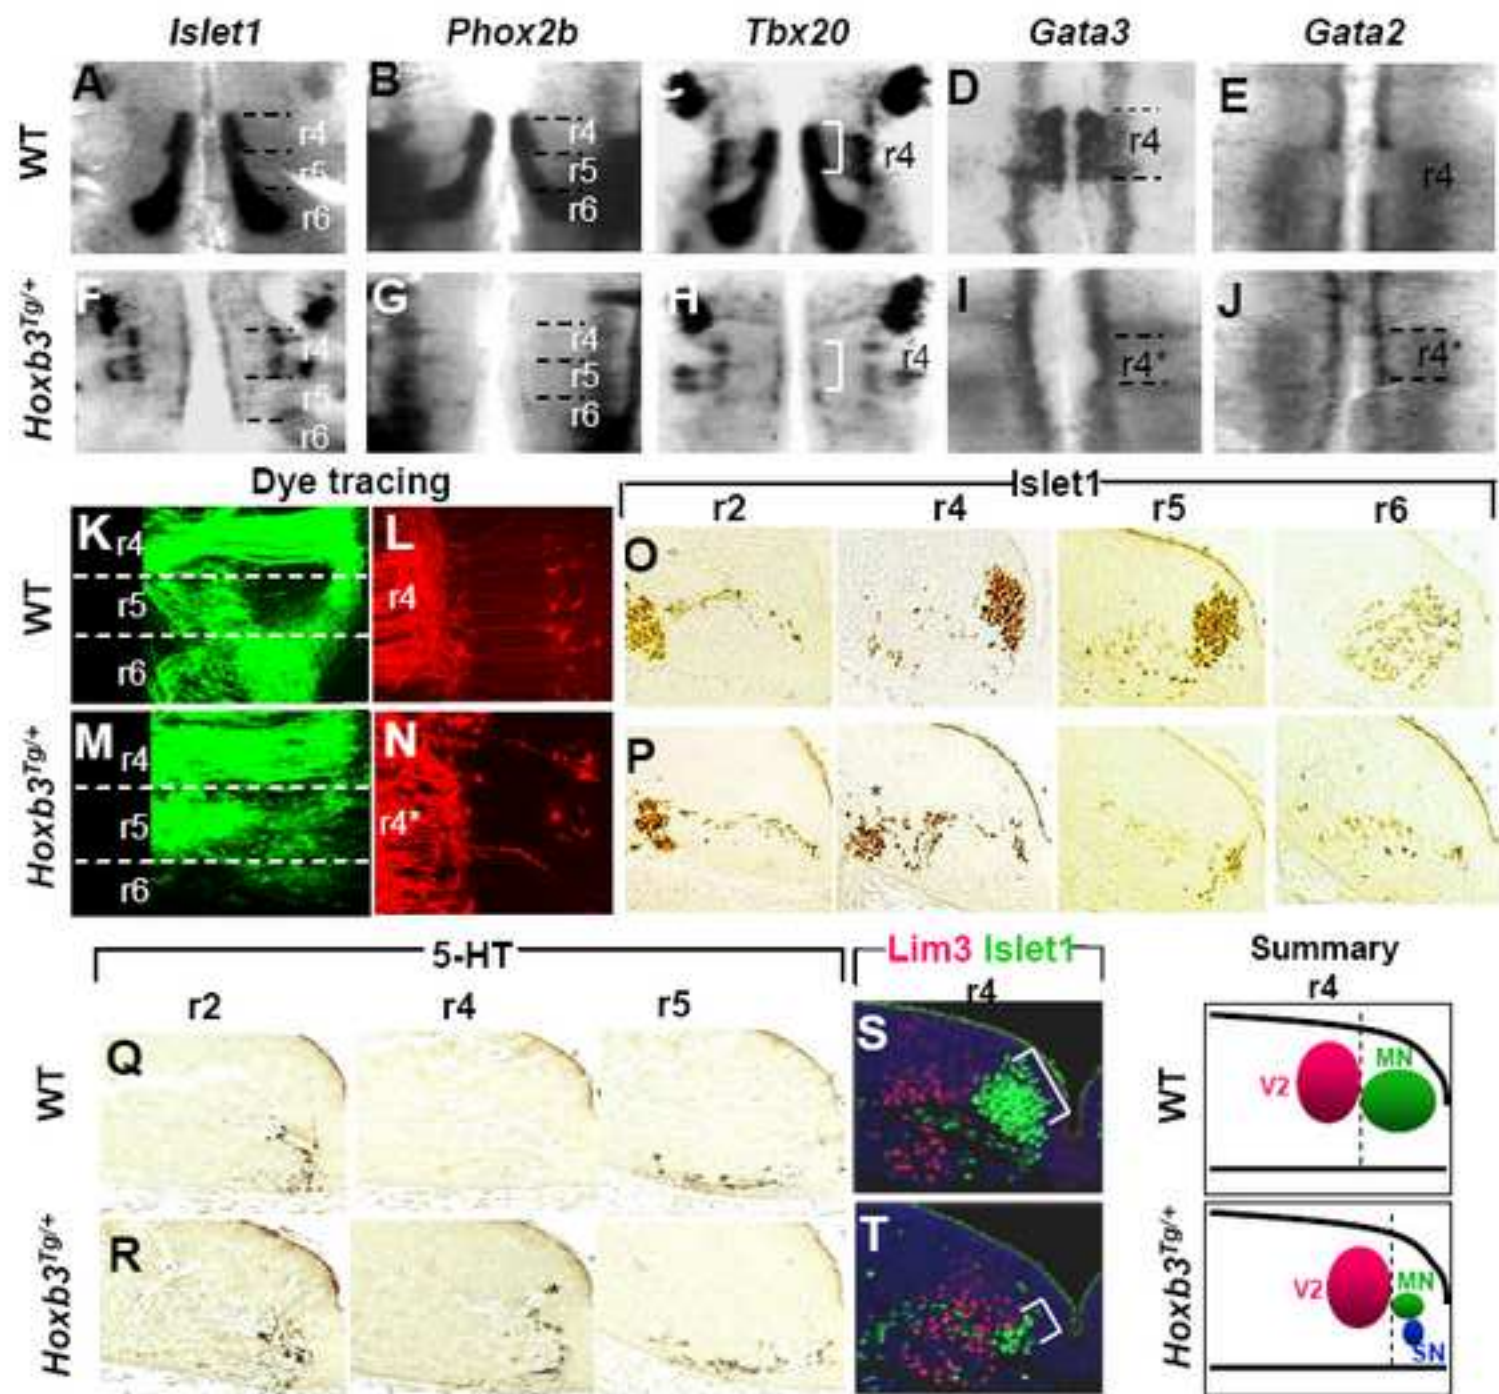 Islet1 Phox2b Tbx20 Gata3 Gata2
WT
A r4 r5 r6
B r4 r5 r6
r4
D r4
E r4
Hoxb3Tg/+
F r4 r5 r6
G r4 r5 r6
H r4
I r4*
J r4*
Dye tracing
Islet1
r2 r4 r5 r6
WT
K r4 r5 r6
L r4
O
Hoxb3Tg/+
M r4 r5 r6
N r4*
P *
5-HT
r2 r4 r5
Lim3 Islet1
r4
Summary
r4
WT
Q
S
WT
V2 MN
Hoxb3Tg/+
R *
T
Hoxb3Tg/+
V2 MN
SN